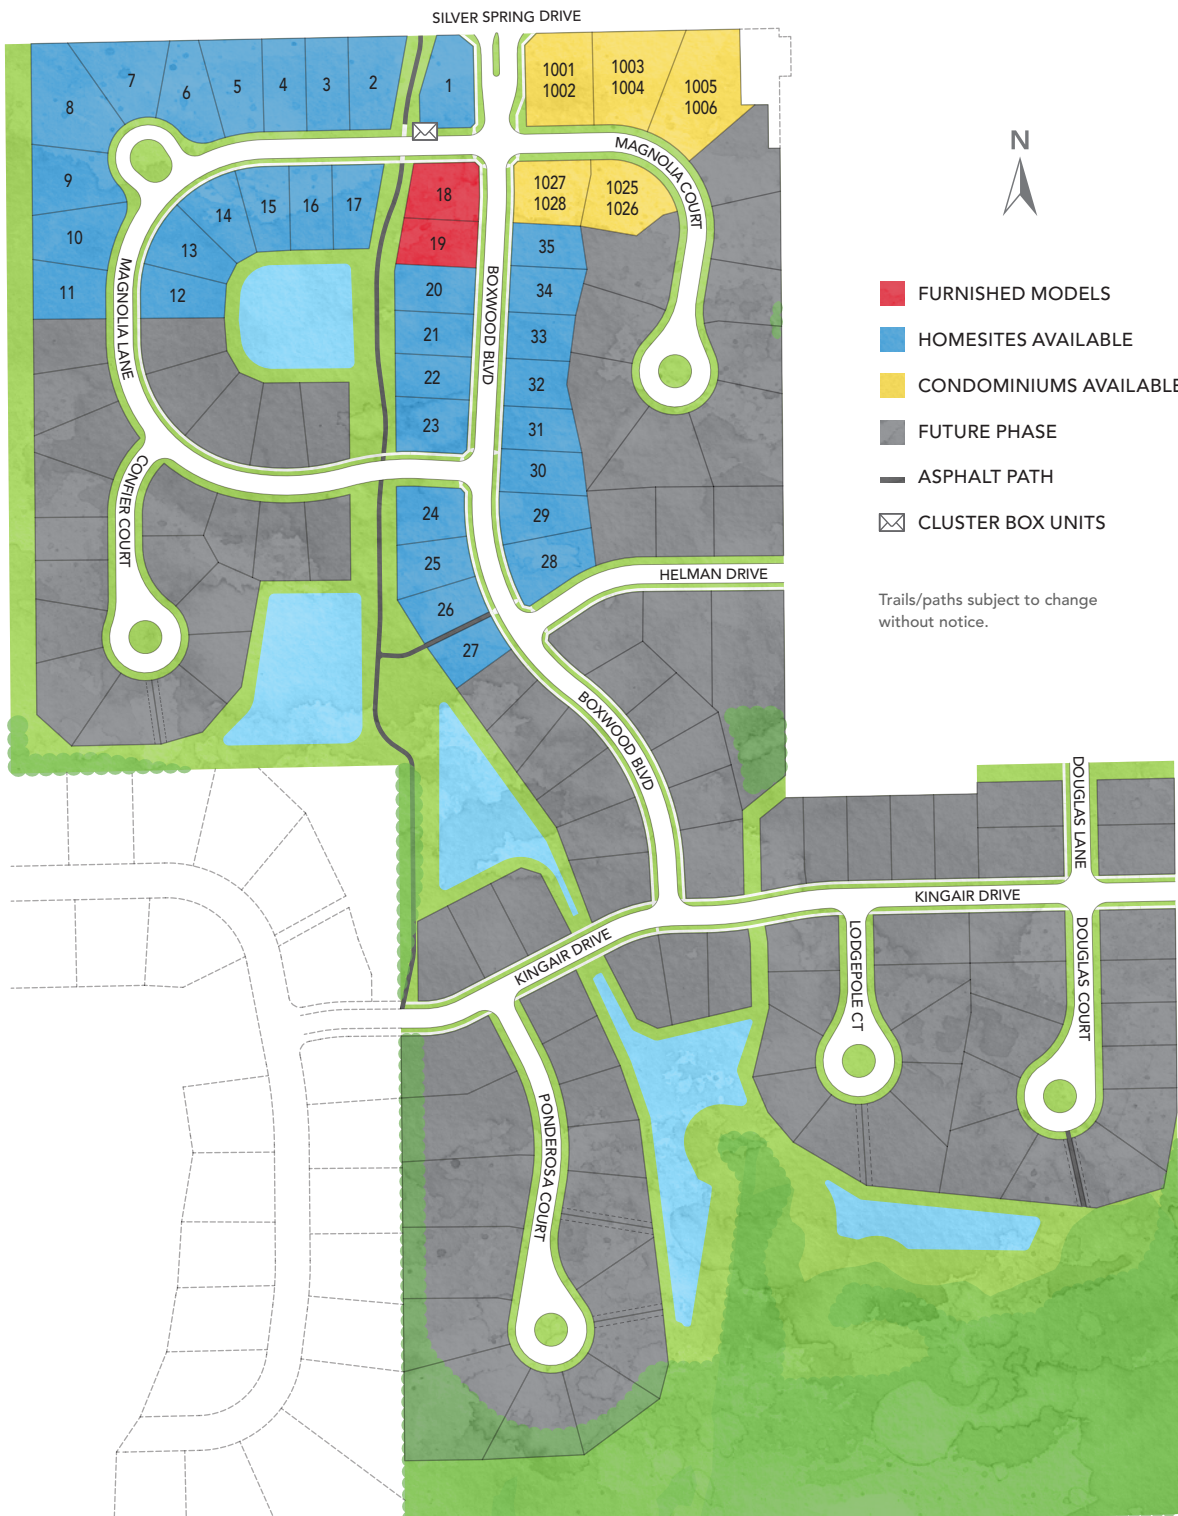 SILVER SPRING DRIVE
8
7
6
5
4
3
2
1
1001
1002
1003
1004
1005
1006
MAGNOLIA COURT
9
10
11
14
15
16
17
13
12
18
19
1027
1028
1025
1026
MAGNOLIA LANE
BOXWOOD BLVD
20
21
22
23
35
34
33
32
31
30
29
28
24
25
26
27
CONFIER COURT
HELMAN DRIVE
BOXWOOD BLVD
N
FURNISHED MODELS
HOMESITES AVAILABLE
CONDOMINIUMS AVAILABLE
FUTURE PHASE
ASPHALT PATH
CLUSTER BOX UNITS
Trails/paths subject to change
without notice.
DOUGLAS LANE
KINGAIR DRIVE
KINGAIR DRIVE
LODGEPOLE CT
DOUGLAS COURT
PONDEROSA COURT